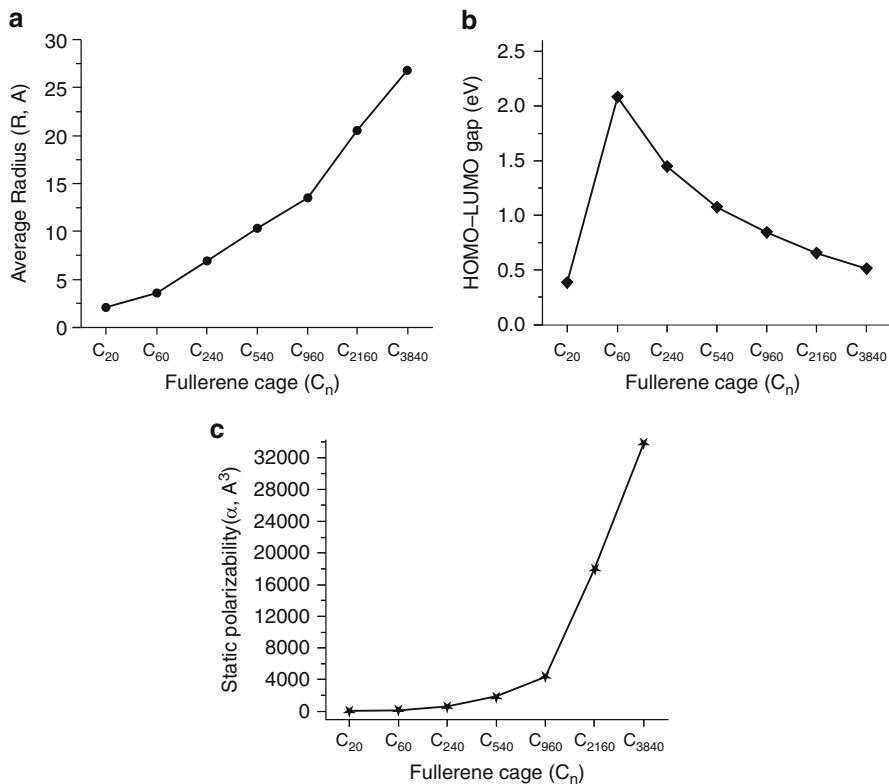 a
30
25
20
15
10
5
0
Average Radius (R, A)
C20 C60 C240 C540 C960 C2160 C3840
Fullerene cage (Cn)
b
2.5
2.0
1.5
1.0
0.5
0.0
HOMO–LUMO gap (eV)
C20 C60 C240 C540 C960 C2160 C3840
Fullerene cage (Cn)
c
32000
28000
24000
20000
16000
12000
8000
4000
0
Static polarizability(α, A³)
C20 C60 C240 C540 C960 C2160 C3840
Fullerene cage (Cn)